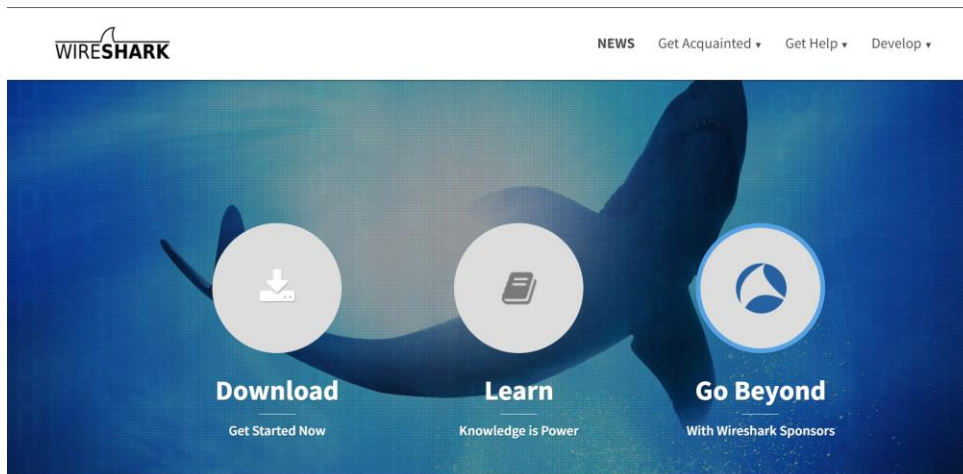 WIRESHARK
NEWS Get Acquainted ▾ Get Help ▾ Develop ▾
Download Learn Go Beyond
Get Started Now Knowledge is Power With Wireshark Sponsors